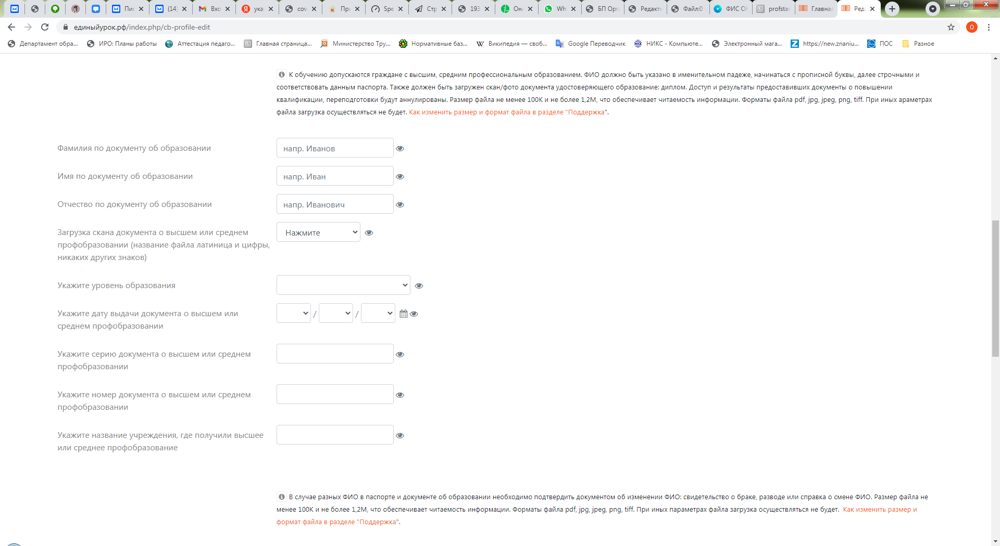 Пис
(14)
Вхо
ука
cov
При
Spe
Стр
193
Онл
Wh
БП Орг
Редакти
Файл:0
ФИС О
profstan
Главная
Ред
единыйурок.рф/index.php/cb-profile-edit
О
Департамент обра...
ИРО: Планы работы
Аттестация педаго...
Главная страница...
Министерство Тру...
Нормативные баз...
Википедия — своб...
Google Переводчик
НИКС - Компьюте...
Электронный мага...
https://new.znaniu...
ПОС
Разное
К обучению допускаются граждане с высшим, средним профессиональным образованием. ФИО должно быть указано в именительном падеже, начинаться с прописной буквы, далее строчными и
соответствовать данным паспорта. Также должен быть загружен скан/фото документа удостоверяющего образование: диплом. Доступ и результаты предоставивших документы о повышении
квалификации, переподготовки будут аннулированы. Размер файла не менее 100К и не более 1,2М, что обеспечивает читаемость информации. Форматы файла pdf, jpg, jpeg, png, tiff. При иных араметрах
файла загрузка осуществляться не будет. Как изменить размер и формат файла в разделе "Поддержка".
Фамилия по документу об образовании
напр. Иванов
Имя по документу об образовании
напр. Иван
Отчество по документу об образовании
напр. Иванович
Загрузка скана документа о высшем или среднем
профобразовании (название файла латиница и цифры,
никаких других знаков)
Нажмите
Укажите уровень образования
Укажите дату выдачи документа о высшем или
среднем профобразовании
/ /
Укажите серию документа о высшем или среднем
профобразовании
Укажите номер документа о высшем или среднем
профобразовании
Укажите название учреждения, где получили высшее
или среднее профобразование
В случае разных ФИО в паспорте и документе об образовании необходимо подтвердить документом об изменении ФИО: свидетельство о браке, разводе или справка о смене ФИО. Размер файла не
менее 100К и не более 1,2М, что обеспечивает читаемость информации. Форматы файла pdf, jpg, jpeg, png, tiff. При иных параметрах файла загрузка осуществляться не будет. Как изменить размер и
формат файла в разделе "Поддержка".